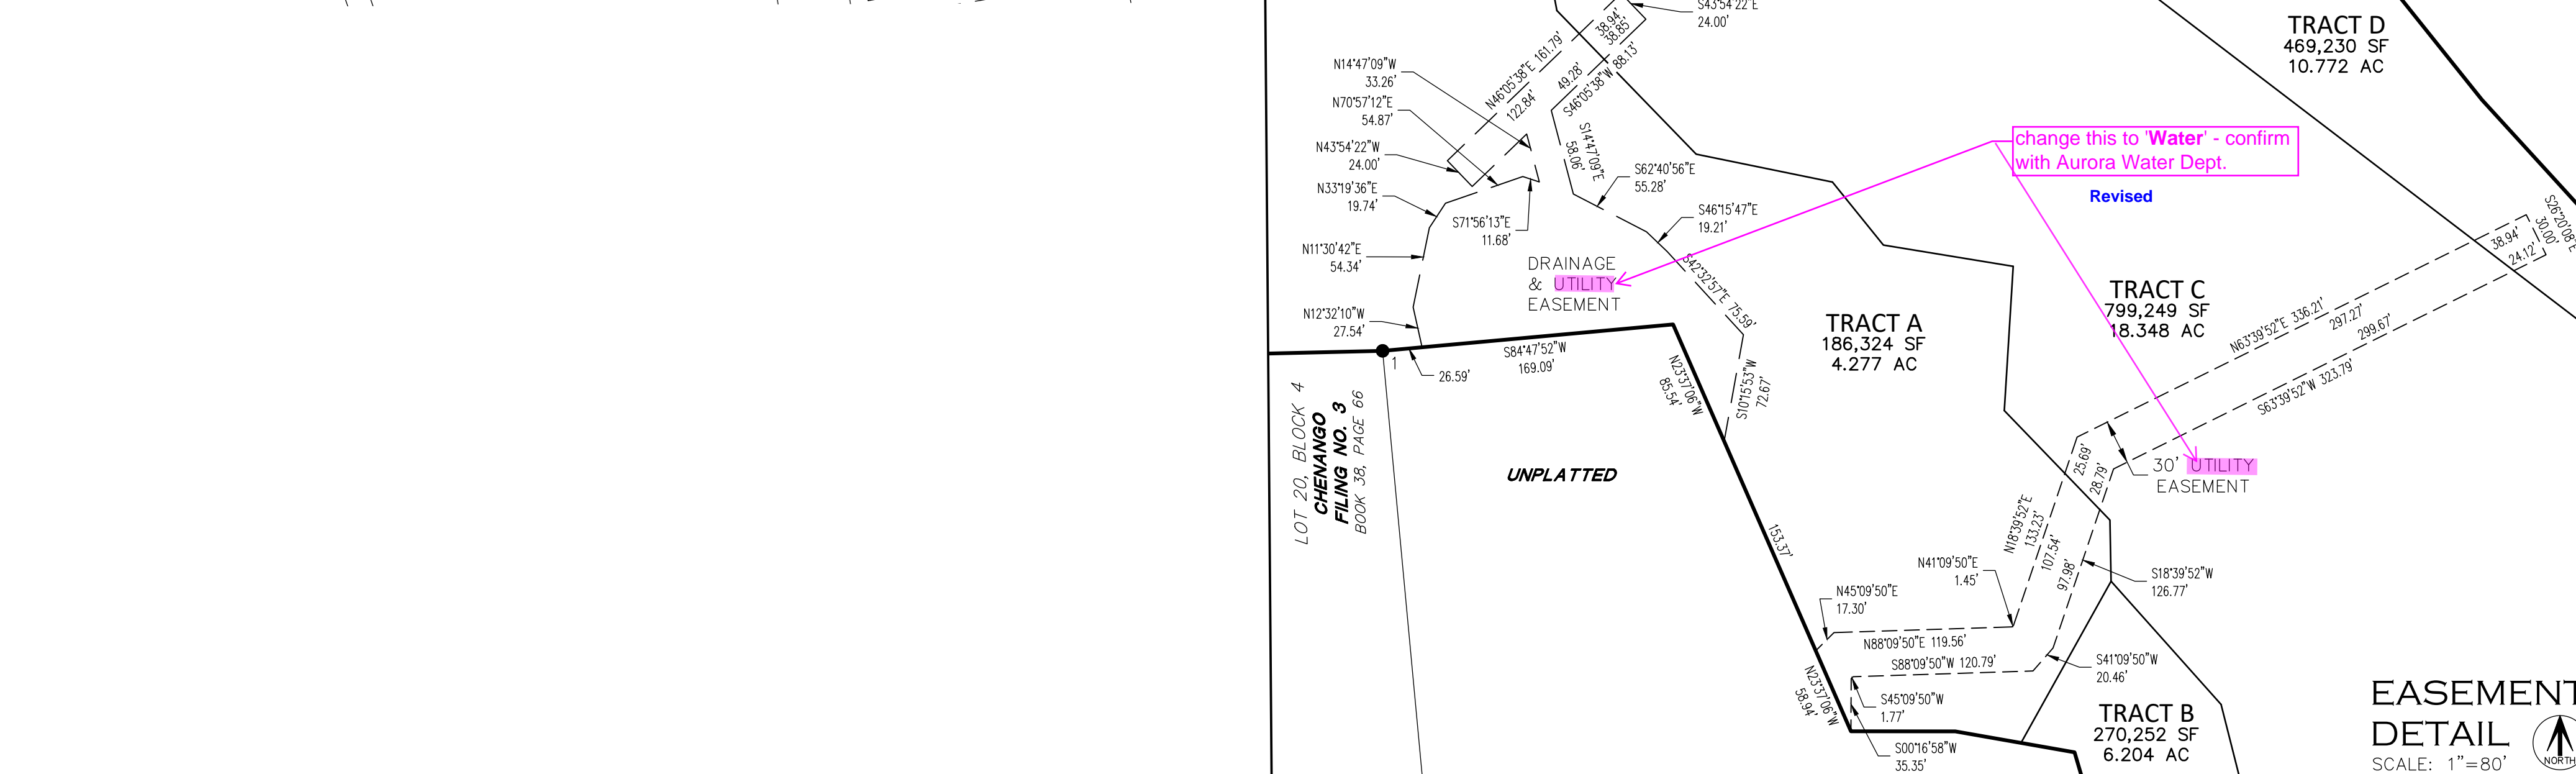 S43°54'22"E
24.00'
TRACT D
469,230 SF
10.772 AC
N46°05'38"E 161.79'
38.94'
38.85'
122.84'
49.28'
S46°05'38"W 88.13'
N14°47'09"W
33.26'
N70°57'12"E
54.87'
N43°54'22"W
24.00'
N33°19'36"E
19.74'
S71°56'13"E
11.68'
N11°30'42"E
54.34'
N12°32'10"W
27.54'
S14°47'09"E
58.06'
S62°40'56"E
55.28'
S46°15'47"E
19.21'
S42°32'57"E 75.59'
change this to 'Water' - confirm
with Aurora Water Dept.
Revised
DRAINAGE
& UTILITY
EASEMENT
S26°20'08"E
30.00'
38.94'
24.12'
TRACT C
799,249 SF
18.348 AC
TRACT A
186,324 SF
4.277 AC
N63°39'52"E 336.21'
297.27'
299.67'
S63°39'52"W 323.79'
1
26.59'
S84°47'52"W
169.09'
N23°37'06"W
85.54'
S10°15'53"W
72.67'
LOT 20, BLOCK 4
CHENANGO
FILING NO. 3
BOOK 38, PAGE 66
UNPLATTED
30' UTILITY
EASEMENT
25.69'
28.79'
153.37'
N18°39'52"E
133.23'
107.54'
97.98'
S18°39'52"W
126.77'
N41°09'50"E
1.45'
N45°09'50"E
17.30'
N88°09'50"E 119.56'
S88°09'50"W 120.79'
S41°09'50"W
20.46'
N23°37'06"W
58.94'
S45°09'50"W
1.77'
S00°16'58"W
35.35'
TRACT B
270,252 SF
6.204 AC
EASEMENT
DETAIL
SCALE: 1"=80'
NORTH